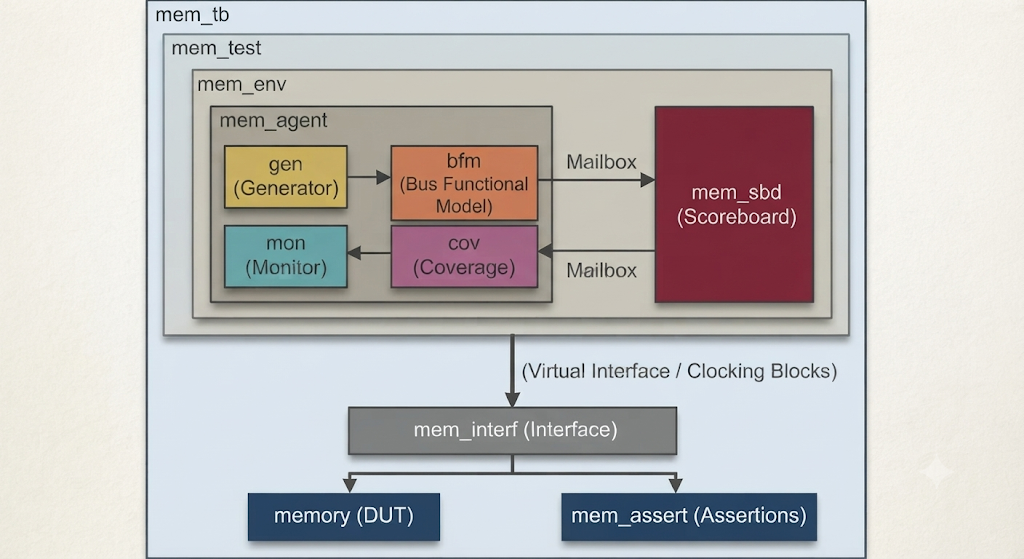 mem_tb
mem_test
mem_env
mem_agent
gen
(Generator)
bfm
(Bus Functional
Model)
Mailbox
mem_sbd
(Scoreboard)
mon
(Monitor)
cov
(Coverage)
Mailbox
(Virtual Interface / Clocking Blocks)
mem_interf (Interface)
memory (DUT)
mem_assert (Assertions)